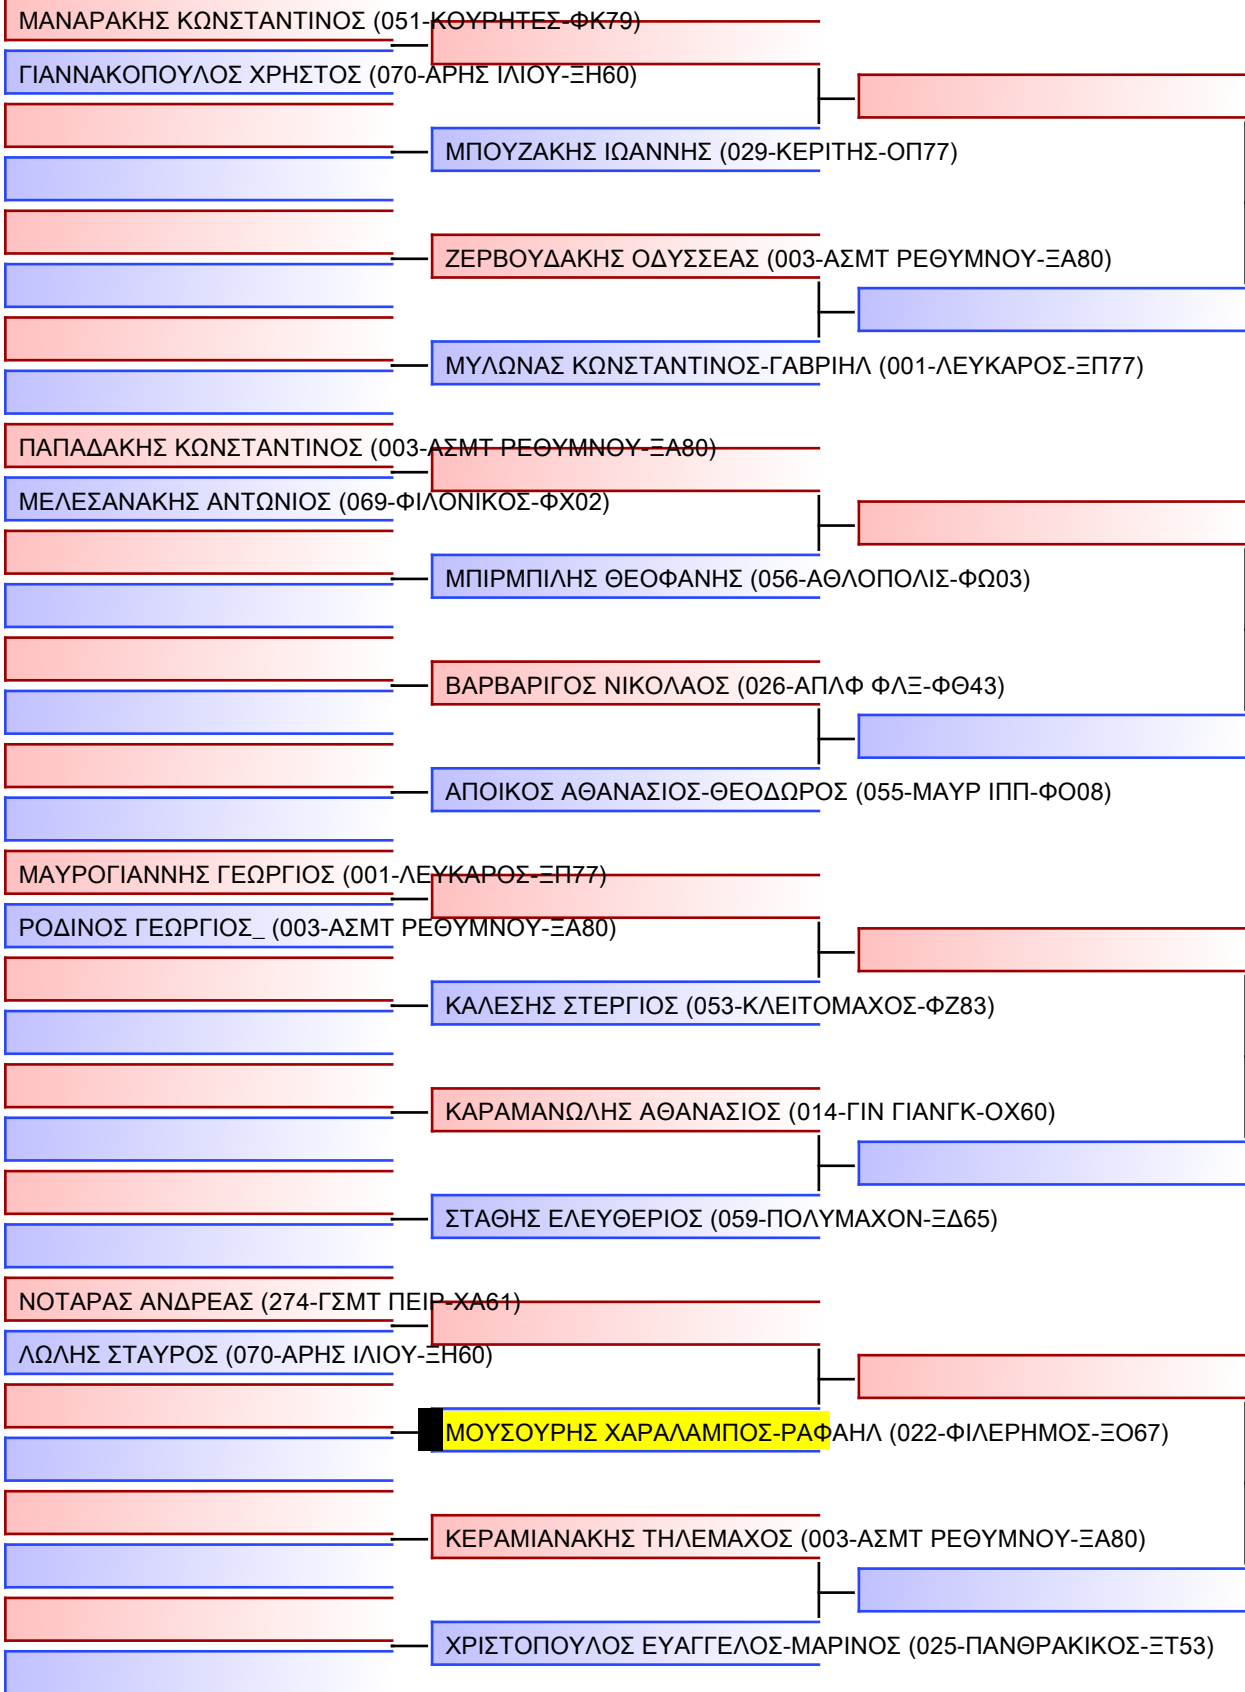 ΜΑΝΑΡΑΚΗΣ ΚΩΝΣΤΑΝΤΙΝΟΣ (051-ΚΟΥΡΗΤΕΣ-ΦΚ79)
ΓΙΑΝΝΑΚΟΠΟΥΛΟΣ ΧΡΗΣΤΟΣ (070-ΑΡΗΣ ΙΛΙΟΥ-ΞΗ60)
ΜΠΟΥΖΑΚΗΣ ΙΩΑΝΝΗΣ (029-ΚΕΡΙΤΗΣ-ΟΠ77)
ΖΕΡΒΟΥΔΑΚΗΣ ΟΔΥΣΣΕΑΣ (003-ΑΣΜΤ ΡΕΘΥΜΝΟΥ-ΞΑ80)
ΜΥΛΩΝΑΣ ΚΩΝΣΤΑΝΤΙΝΟΣ-ΓΑΒΡΙΗΛ (001-ΛΕΥΚΑΡΟΣ-ΞΠ77)
ΠΑΠΑΔΑΚΗΣ ΚΩΝΣΤΑΝΤΙΝΟΣ (003-ΑΣΜΤ ΡΕΘΥΜΝΟΥ-ΞΑ80)
ΜΕΛΕΣΑΝΑΚΗΣ ΑΝΤΩΝΙΟΣ (069-ΦΙΛΟΝΙΚΟΣ-ΦΧ02)
ΜΠΙΡΜΠΙΛΗΣ ΘΕΟΦΑΝΗΣ (056-ΑΘΛΟΠΟΛΙΣ-ΦΩ03)
ΒΑΡΒΑΡΙΓΟΣ ΝΙΚΟΛΑΟΣ (026-ΑΠΛΦ ΦΛΞ-ΦΘ43)
ΑΠΟΙΚΟΣ ΑΘΑΝΑΣΙΟΣ-ΘΕΟΔΩΡΟΣ (055-ΜΑΥΡ ΙΠΠ-ΦΟ08)
ΜΑΥΡΟΓΙΑΝΝΗΣ ΓΕΩΡΓΙΟΣ (001-ΛΕΥΚΑΡΟΣ-ΞΠ77)
ΡΟΔΙΝΟΣ ΓΕΩΡΓΙΟΣ_ (003-ΑΣΜΤ ΡΕΘΥΜΝΟΥ-ΞΑ80)
ΚΑΛΕΣΗΣ ΣΤΕΡΓΙΟΣ (053-ΚΛΕΙΤΟΜΑΧΟΣ-ΦΖ83)
ΚΑΡΑΜΑΝΩΛΗΣ ΑΘΑΝΑΣΙΟΣ (014-ΓΙΝ ΓΙΑΝΓΚ-ΟΧ60)
ΣΤΑΘΗΣ ΕΛΕΥΘΕΡΙΟΣ (059-ΠΟΛΥΜΑΧΟΝ-ΞΔ65)
ΝΟΤΑΡΑΣ ΑΝΔΡΕΑΣ (274-ΓΣΜΤ ΠΕΙΡ-ΧΑ61)
ΛΩΛΗΣ ΣΤΑΥΡΟΣ (070-ΑΡΗΣ ΙΛΙΟΥ-ΞΗ60)
ΜΟΥΣΟΥΡΗΣ ΧΑΡΑΛΑΜΠΟΣ-ΡΑΦΑΗΛ (022-ΦΙΛΕΡΗΜΟΣ-ΞΟ67)
ΚΕΡΑΜΙΑΝΑΚΗΣ ΤΗΛΕΜΑΧΟΣ (003-ΑΣΜΤ ΡΕΘΥΜΝΟΥ-ΞΑ80)
ΧΡΙΣΤΟΠΟΥΛΟΣ ΕΥΑΓΓΕΛΟΣ-ΜΑΡΙΝΟΣ (025-ΠΑΝΘΡΑΚΙΚΟΣ-ΞΤ53)